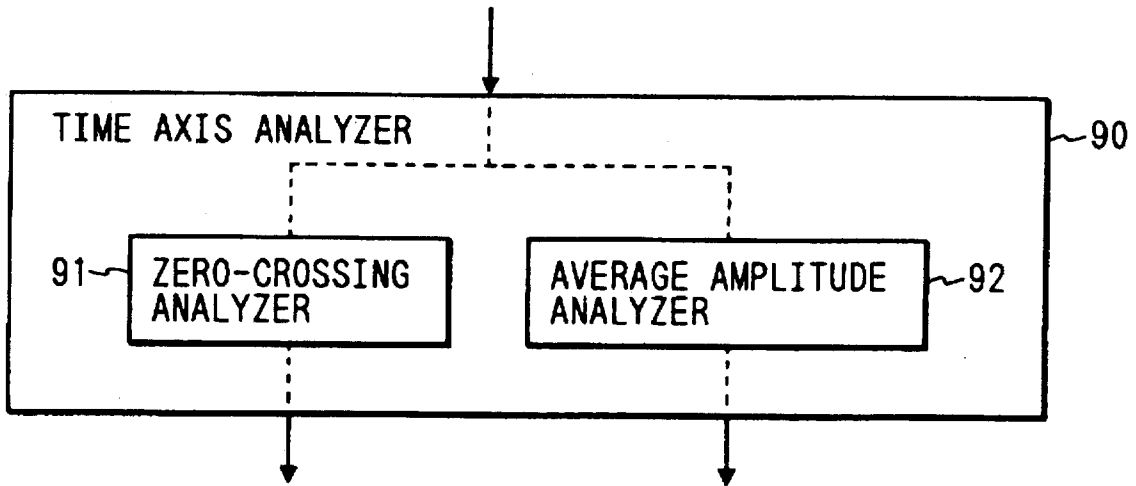 TIME AXIS ANALYZER
90
91
ZERO-CROSSING
ANALYZER
AVERAGE AMPLITUDE
ANALYZER
92